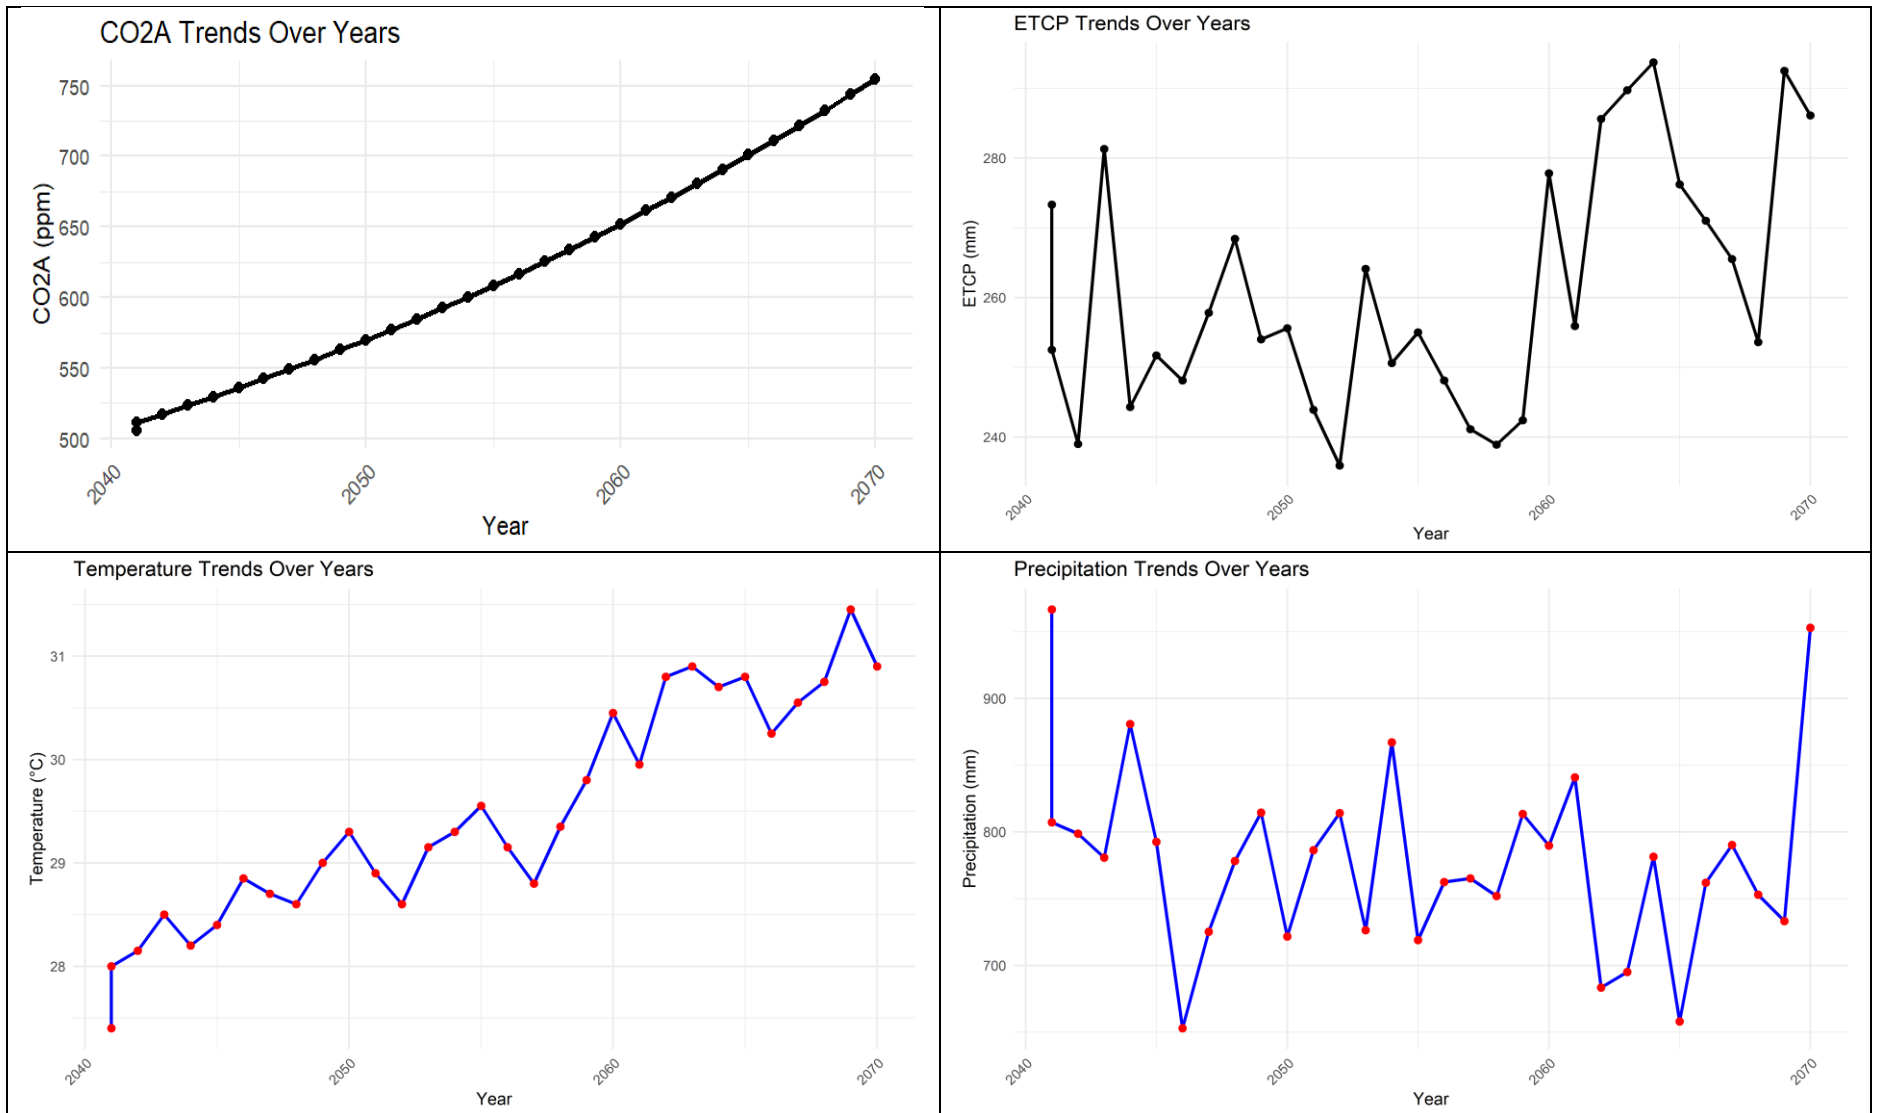 CO2A Trends Over Years
750
700
650
600
550
500
CO2A (ppm)
2040
2050
2060
2070
Year
ETCP Trends Over Years
280
260
240
ETCP (mm)
2040
2050
2060
2070
Year
Temperature Trends Over Years
31
30
29
28
Temperature (°C)
2040
2050
2060
2070
Year
Precipitation Trends Over Years
900
800
700
Precipitation (mm)
2040
2050
2060
2070
Year